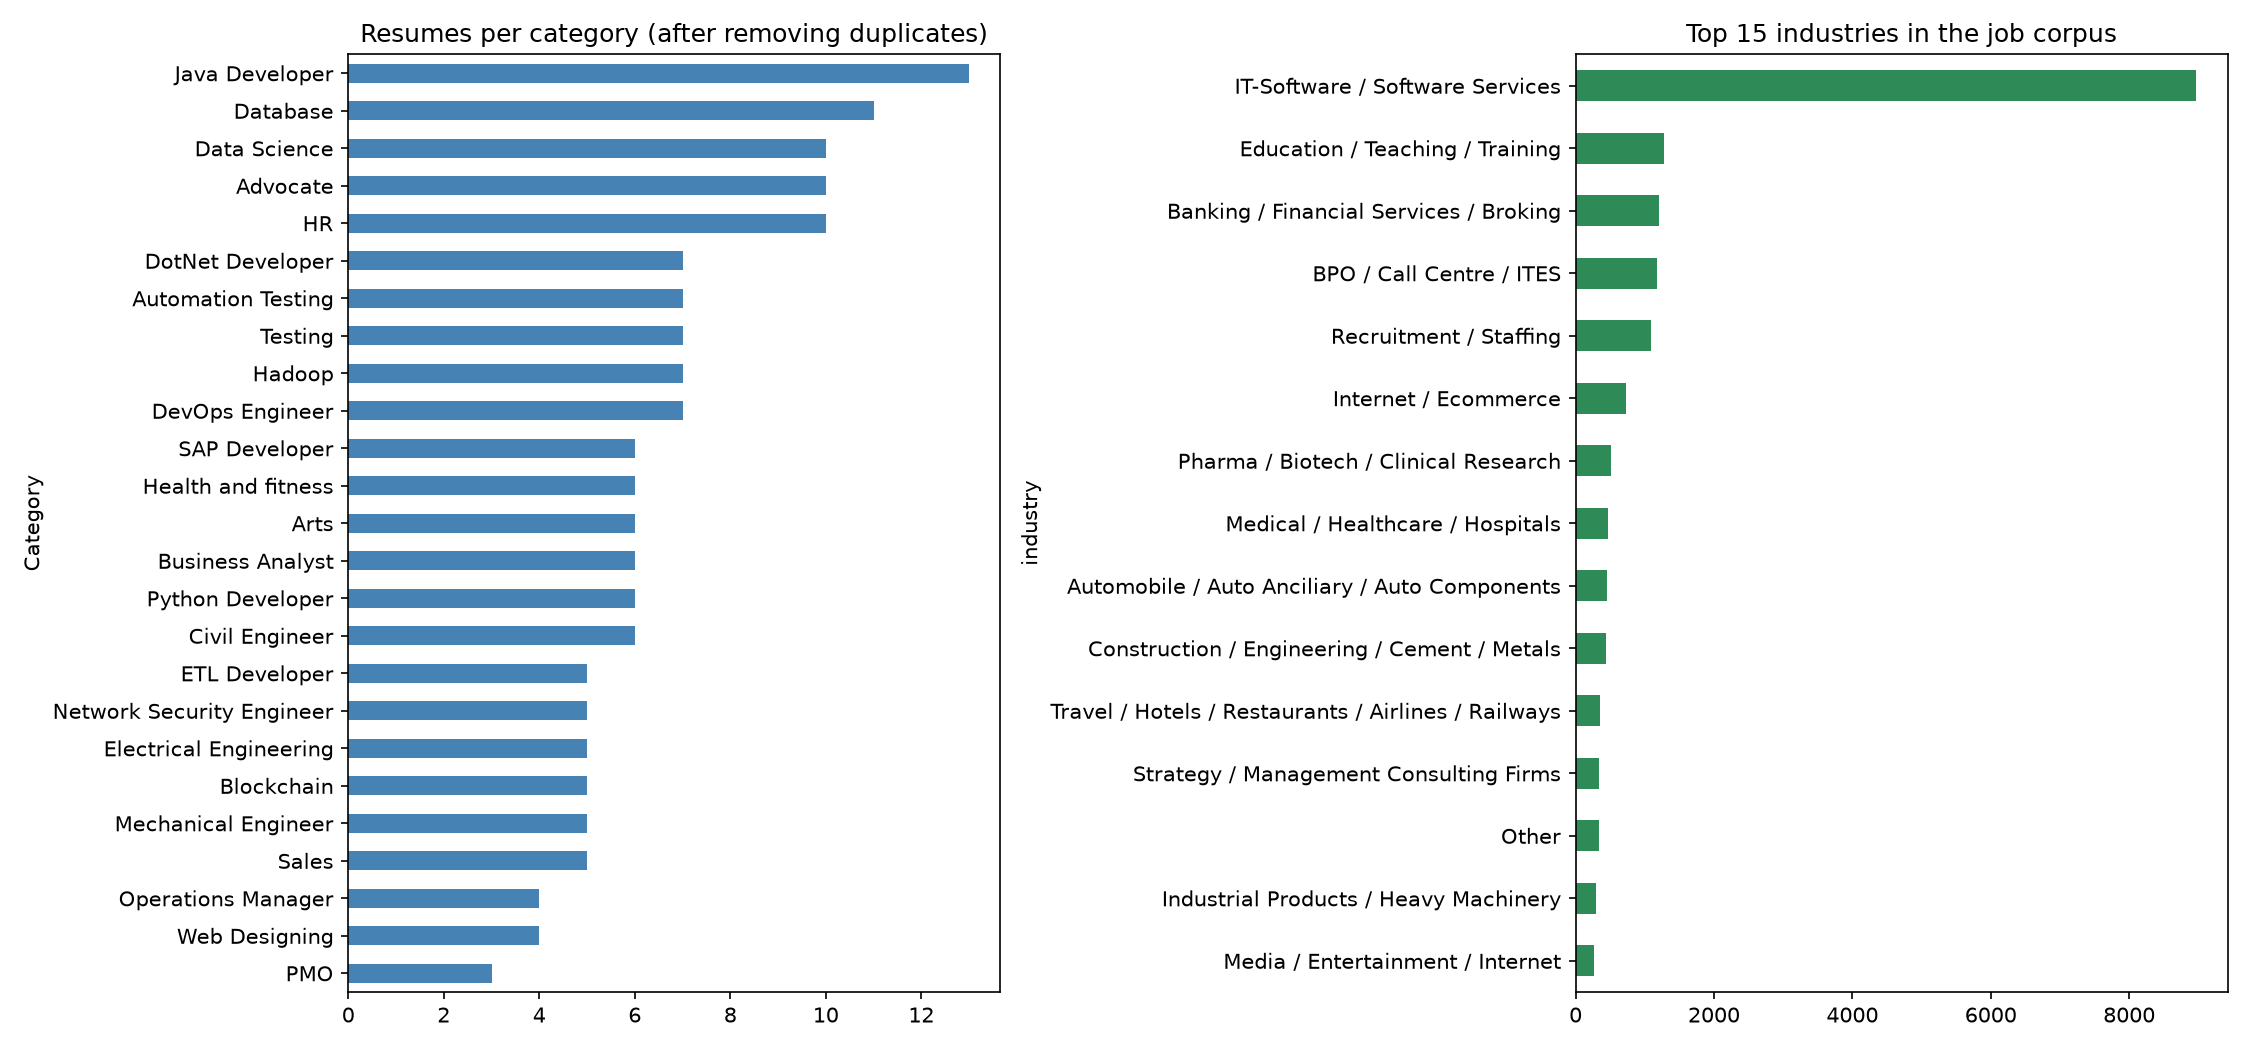 Resumes per category (after removing duplicates)
Category
Java Developer
Database
Data Science
Advocate
HR
DotNet Developer
Automation Testing
Testing
Hadoop
DevOps Engineer
SAP Developer
Health and fitness
Arts
Business Analyst
Python Developer
Civil Engineer
ETL Developer
Network Security Engineer
Electrical Engineering
Blockchain
Mechanical Engineer
Sales
Operations Manager
Web Designing
PMO
0 2 4 6 8 10 12
Top 15 industries in the job corpus
industry
IT-Software / Software Services
Education / Teaching / Training
Banking / Financial Services / Broking
BPO / Call Centre / ITES
Recruitment / Staffing
Internet / Ecommerce
Pharma / Biotech / Clinical Research
Medical / Healthcare / Hospitals
Automobile / Auto Anciliary / Auto Components
Construction / Engineering / Cement / Metals
Travel / Hotels / Restaurants / Airlines / Railways
Strategy / Management Consulting Firms
Other
Industrial Products / Heavy Machinery
Media / Entertainment / Internet
0 2000 4000 6000 8000